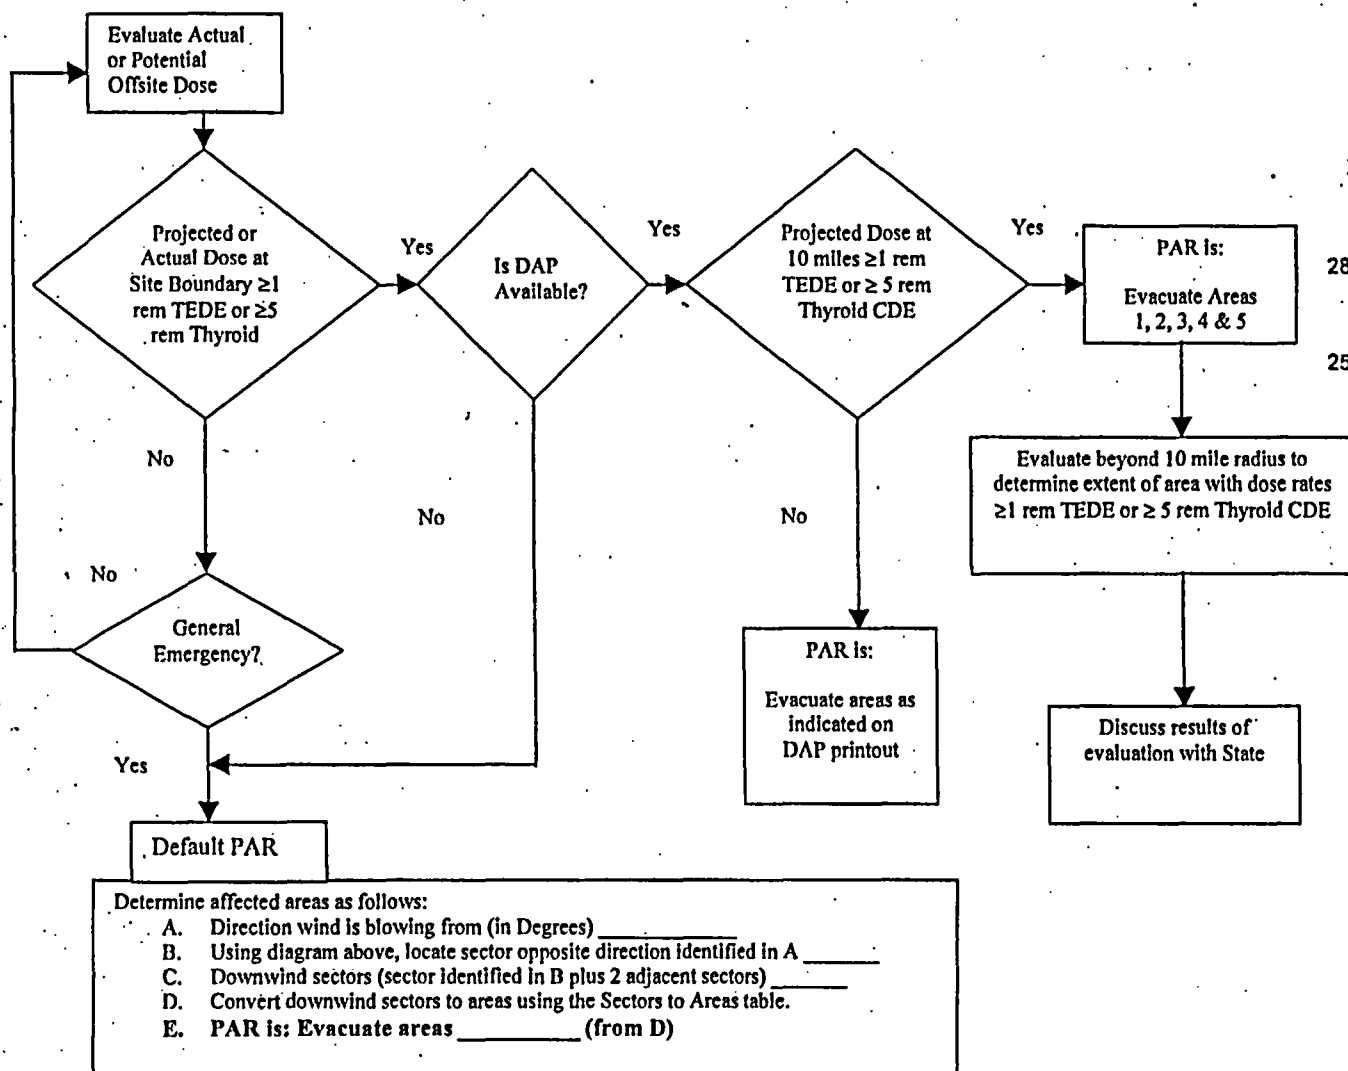 Evaluate Actual
or Potential
Offsite Dose
Projected or
Actual Dose at
Site Boundary ≥1
rem TEDE or ≥5
rem Thyroid
Yes
Is DAP
Available?
Yes
Projected Dose at
10 miles ≥1 rem
TEDE or ≥ 5 rem
Thyroid CDE
Yes
PAR is:
Evacuate Areas
1, 2, 3, 4 & 5
28
25
No
No
No
Evaluate beyond 10 mile radius to
determine extent of area with dose rates
≥1 rem TEDE or ≥ 5 rem Thyroid CDE
No
General
Emergency?
Yes
PAR is:
Evacuate areas as
indicated on
DAP printout
Discuss results of
evaluation with State
Default PAR
Determine affected areas as follows:
A. Direction wind is blowing from (in Degrees) ____________
B. Using diagram above, locate sector opposite direction identified in A ______
C. Downwind sectors (sector identified in B plus 2 adjacent sectors) ______
D. Convert downwind sectors to areas using the Sectors to Areas table.
E. PAR is: Evacuate areas __________ (from D)